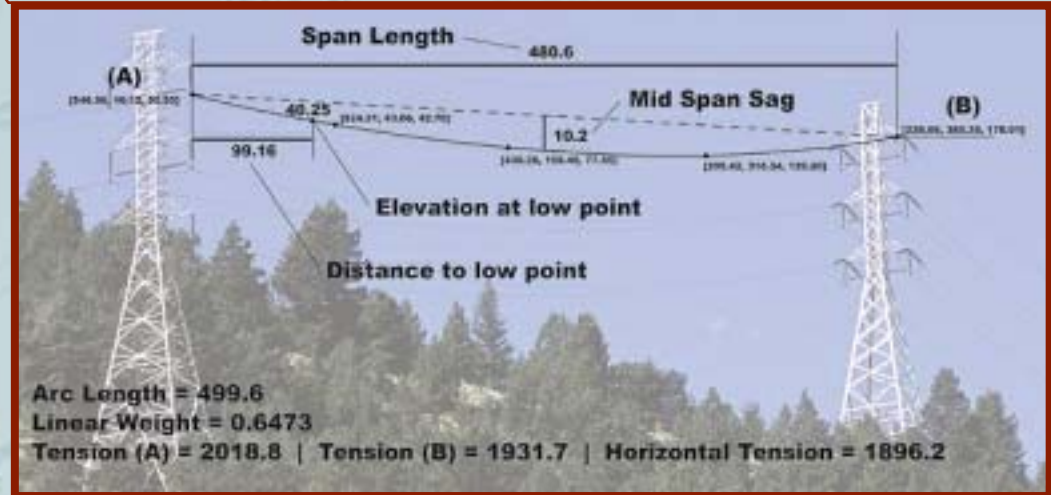 Span Length
480.6
(A)
Mid Span Sag
(B)
40.25
10.2
99.16
Elevation at low point
Distance to low point
Arc Length = 499.6
Linear Weight = 0.6473
Tension (A) = 2018.8 | Tension (B) = 1931.7 | Horizontal Tension = 1896.2